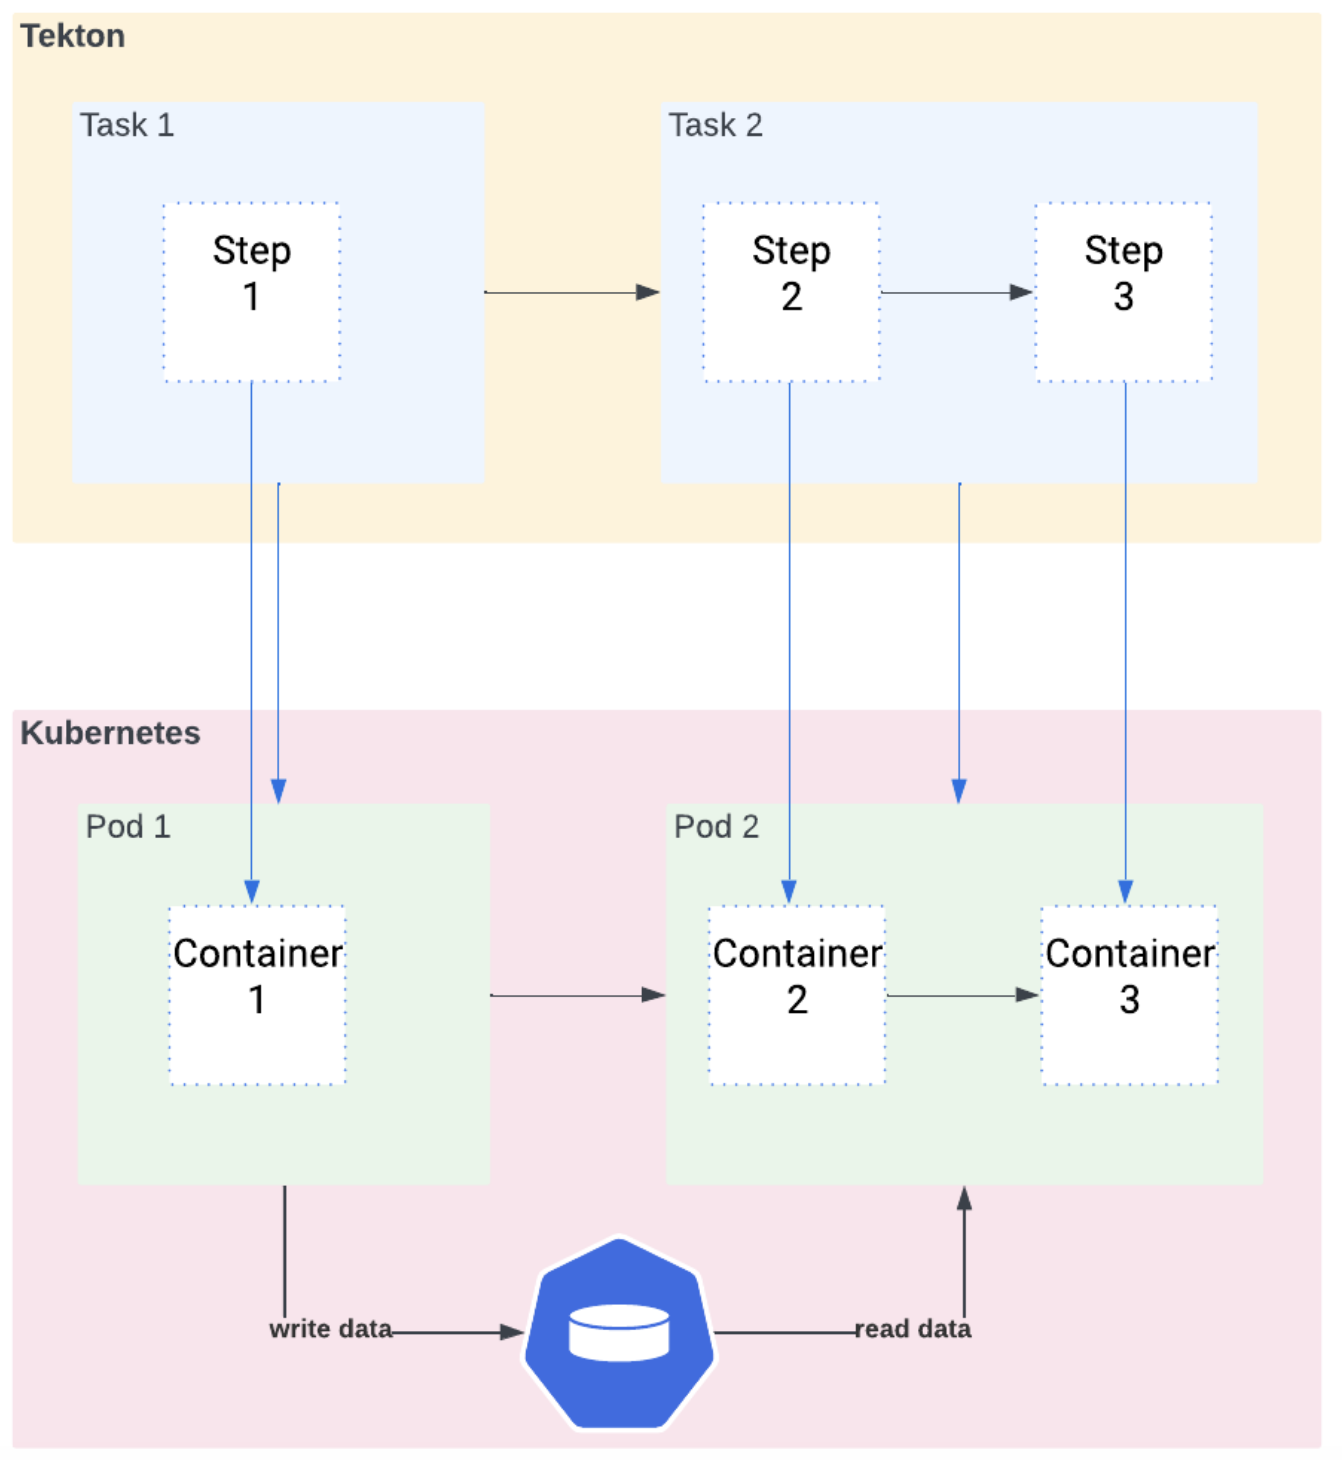 Tekton
Task 1
Task 2
Step
1
Step
2
Step
3
Kubernetes
Pod 1
Pod 2
Container
1
Container
2
Container
3
write data
read data